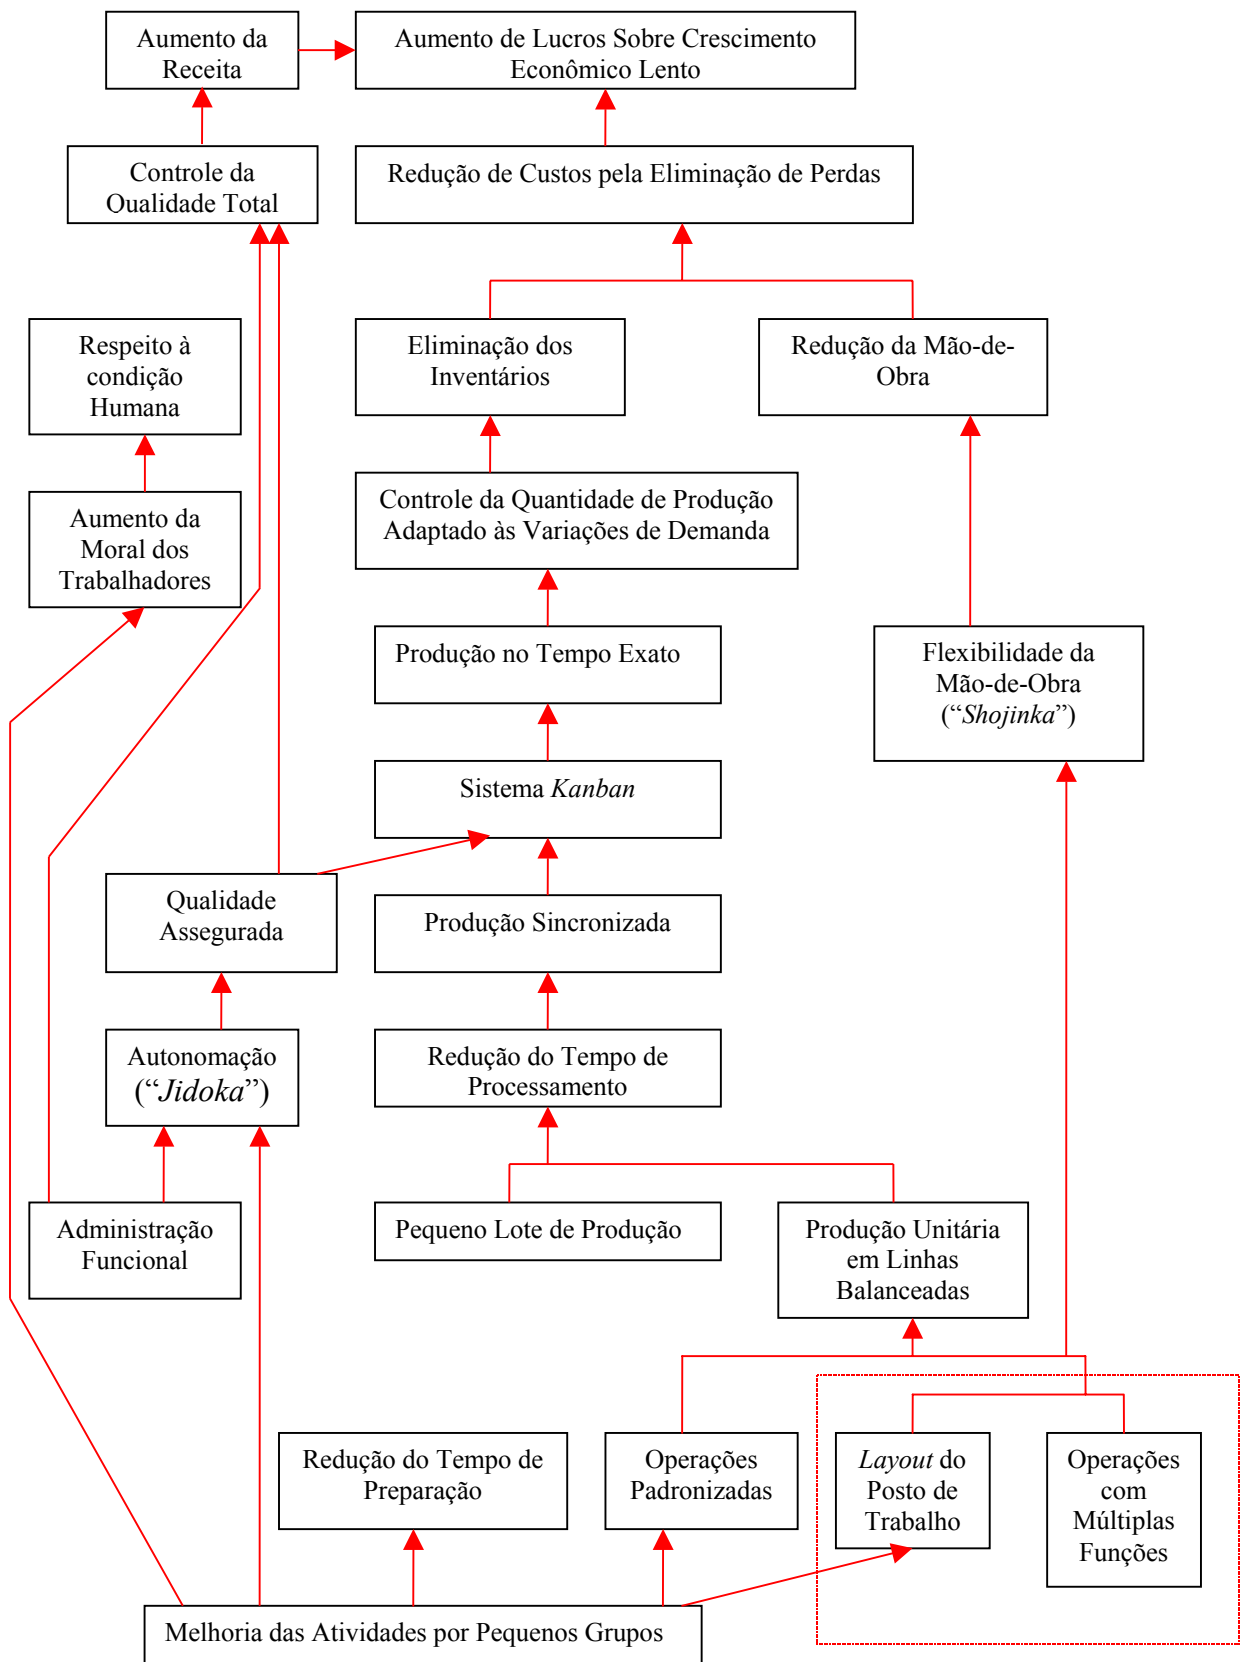 Aumento da
Receita
Aumento de Lucros Sobre Crescimento
Econômico Lento
Controle da
Qualidade Total
Redução de Custos pela Eliminação de Perdas
Respeito à
condição
Humana
Eliminação dos
Inventários
Redução da Mão-de-
Obra
Aumento da
Moral dos
Trabalhadores
Controle da Quantidade de Produção
Adaptado às Variações de Demanda
Produção no Tempo Exato
Flexibilidade da
Mão-de-Obra
(“Shojinka”)
Sistema Kanban
Qualidade
Assegurada
Produção Sincronizada
Autonomação
(“Jidoka”)
Redução do Tempo de
Processamento
Administração
Funcional
Pequeno Lote de Produção
Produção Unitária
em Linhas
Balanceadas
Redução do Tempo de
Preparação
Operações
Padronizadas
Layout do
Posto de
Trabalho
Operações
com
Múltiplas
Funções
Melhoria das Atividades por Pequenos Grupos